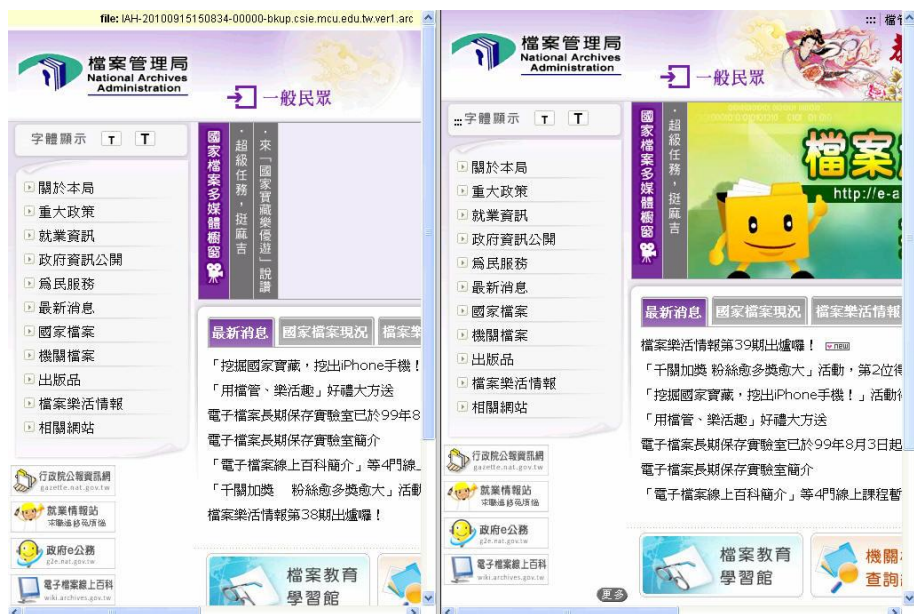 file: IAH-20100915150834-00000-bkup.csie.mcu.edu.tw.ver1.arc
檔案管理局
National Archives
Administration
一般民眾
字體顯示 T T
關於本局
重大政策
就業資訊
政府資訊公開
為民服務
最新消息
國家檔案
機關檔案
出版品
檔案樂活情報
相關網站
行政院公報資訊網
gazette.nat.gov.tw
就業情報站
政府e公務
g2e.nat.gov.tw
電子檔案線上百科
wiki.archives.gov.tw
國家檔案多媒體櫥窗
・超級任務，挺麻吉
・來「國家寶藏樂優遊」說讚
最新消息 國家檔案現況 檔案樂
「挖掘國家寶藏，挖出iPhone手機！
「用檔管、樂活趣」好禮大方送
電子檔案長期保存實驗室已於99年8
電子檔案長期保存實驗室簡介
「電子檔案線上百科簡介」等4門線上
「千關加獎 粉絲愈多獎愈大」活動
檔案樂活情報第38期出爐囉！
檔案教育
學習館
::: 檔管
檔案管理局
National Archives
Administration
一般民眾
:::字體顯示 T T
關於本局
重大政策
就業資訊
政府資訊公開
為民服務
最新消息
國家檔案
機關檔案
出版品
檔案樂活情報
相關網站
行政院公報資訊網
gazette.nat.gov.tw
就業情報站
政府e公務
g2e.nat.gov.tw
電子檔案線上百科
wiki.archives.gov.tw
國家檔案多媒體櫥窗
・超級任務，挺麻吉
檔案
http://e-a
最新消息 國家檔案現況 檔案樂活情報
檔案樂活情報第39期出爐囉！ new
「千關加獎 粉絲愈多獎愈大」活動，第2位得
「挖掘國家寶藏，挖出iPhone手機！」活動得
「用檔管、樂活趣」好禮大方送
電子檔案長期保存實驗室已於99年8月3日起
電子檔案長期保存實驗室簡介
「電子檔案線上百科簡介」等4門線上課程暫
更多
檔案教育
學習館
機關
查詢